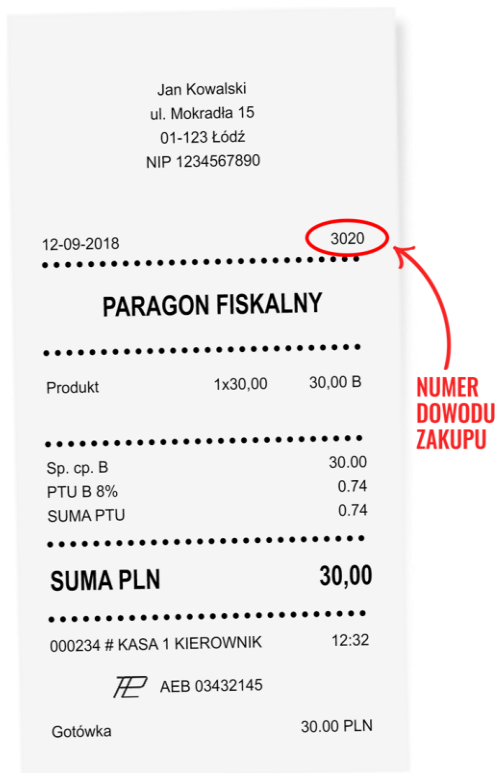 Jan Kowalski
ul. Mokradła 15
01-123 Łódź
NIP 1234567890
12-09-2018 3020
PARAGON FISKALNY
Produkt 1x30,00 30,00 B
NUMER
DOWODU
ZAKUPU
Sp. cp. B 30.00
PTU B 8% 0.74
SUMA PTU 0.74
SUMA PLN 30,00
000234 # KASA 1 KIEROWNIK 12:32
AEB 03432145
Gotówka 30.00 PLN